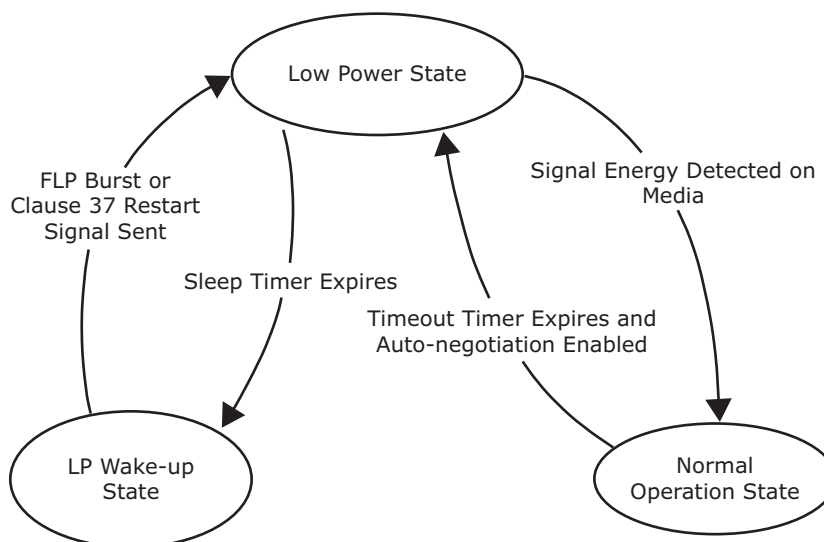 Low Power State
FLP Burst or
Clause 37 Restart
Signal Sent
Signal Energy Detected on
Media
Sleep Timer Expires
Timeout Timer Expires and
Auto-negotiation Enabled
LP Wake-up
State
Normal
Operation State